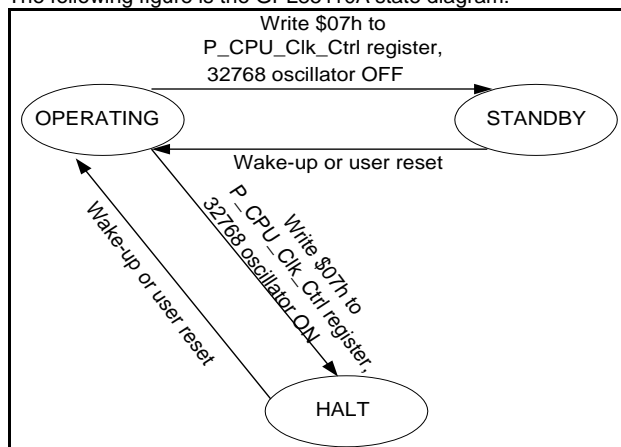 Write $07h to
P_CPU_Clk_Ctrl register,
32768 oscillator OFF
OPERATING
STANDBY
Wake-up or user reset
Write $07h to
P_CPU_Clk_Ctrl register,
32768 oscillator ON
Wake-up or user reset
HALT